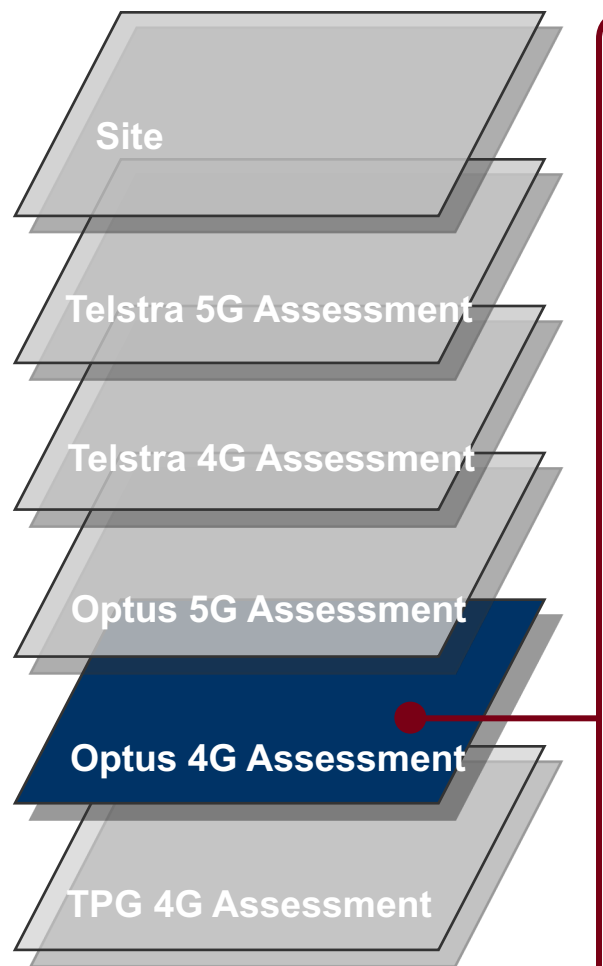 Site
Telstra 5G Assessment
Telstra 4G Assessment
Optus 5G Assessment
Optus 4G Assessment
TPG 4G Assessment